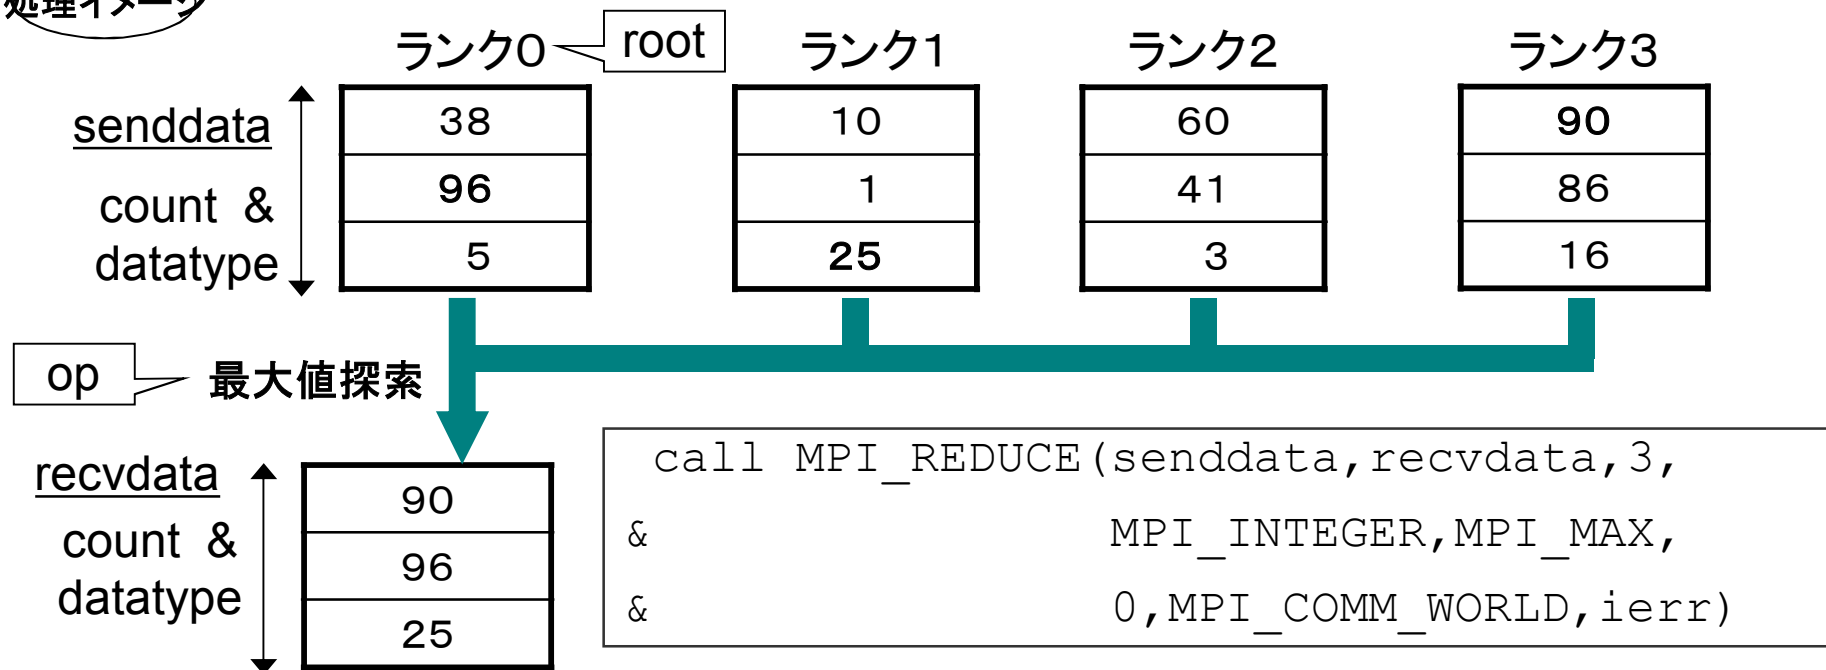 処理イメージ
ランク0 root ランク1 ランク2 ランク3
senddata 38 10 60 90
count & 96 1 41 86
datatype 5 25 3 16
op 最大値探索
recvdata 90
count & 96
datatype 25
call MPI_REDUCE(senddata,recvdata,3,
& MPI_INTEGER,MPI_MAX,
& 0,MPI_COMM_WORLD,ierr)